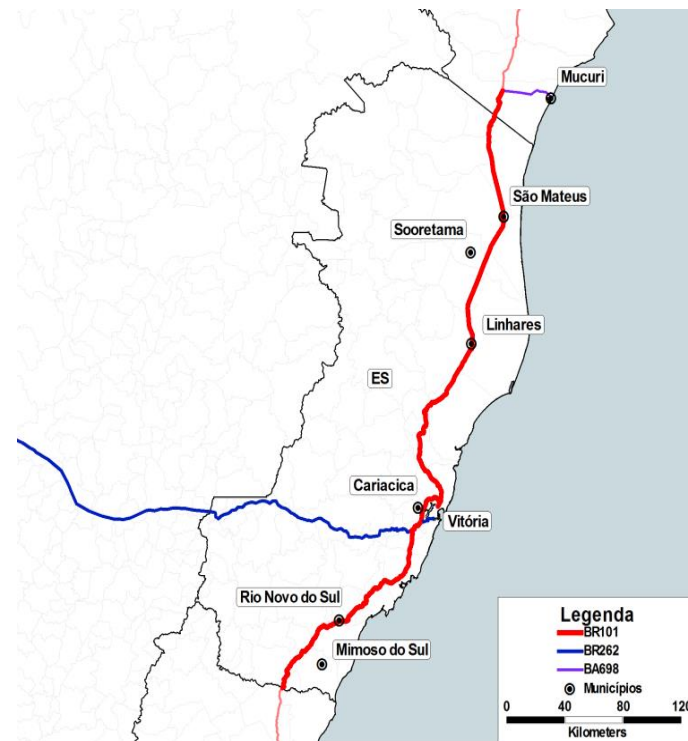 Mucuri
São Mateus
Sooretama
Linhares
ES
Cariacica
Vitória
Rio Novo do Sul
Mimoso do Sul
Legenda
BR101
BR262
BA698
Municípios
0 40 80 120
Kilometers